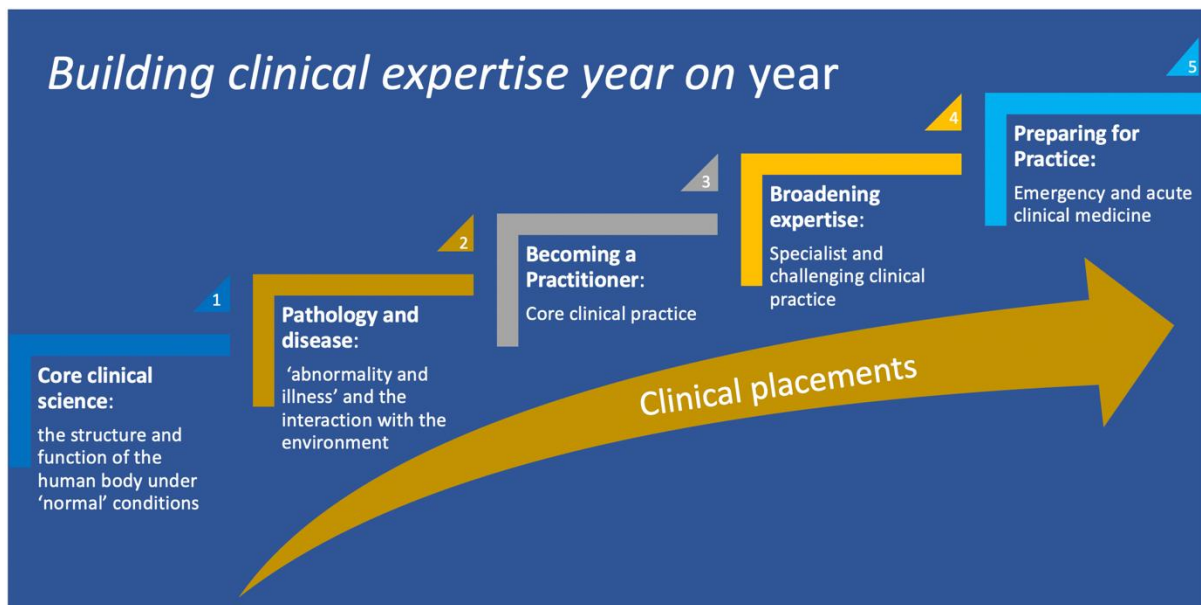 Building clinical expertise year on year
1
Core clinical
science:
the structure and
function of the
human body under
‘normal’ conditions
2
Pathology and
disease:
‘abnormality and
illness’ and the
interaction with the
environment
3
Becoming a
Practitioner:
Core clinical practice
4
Broadening
expertise:
Specialist and
challenging clinical
practice
5
Preparing for
Practice:
Emergency and acute
clinical medicine
Clinical placements